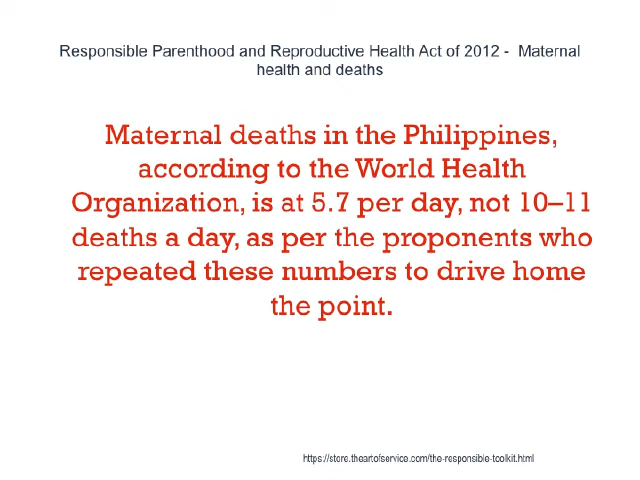 Responsible Parenthood and Reproductive Health Act of 2012 - Maternal
health and deaths
Maternal deaths in the Philippines,
according to the World Health
Organization, is at 5.7 per day, not 10–11
deaths a day, as per the proponents who
repeated these numbers to drive home
the point.
https://store.theartofservice.com/the-responsible-toolkit.html